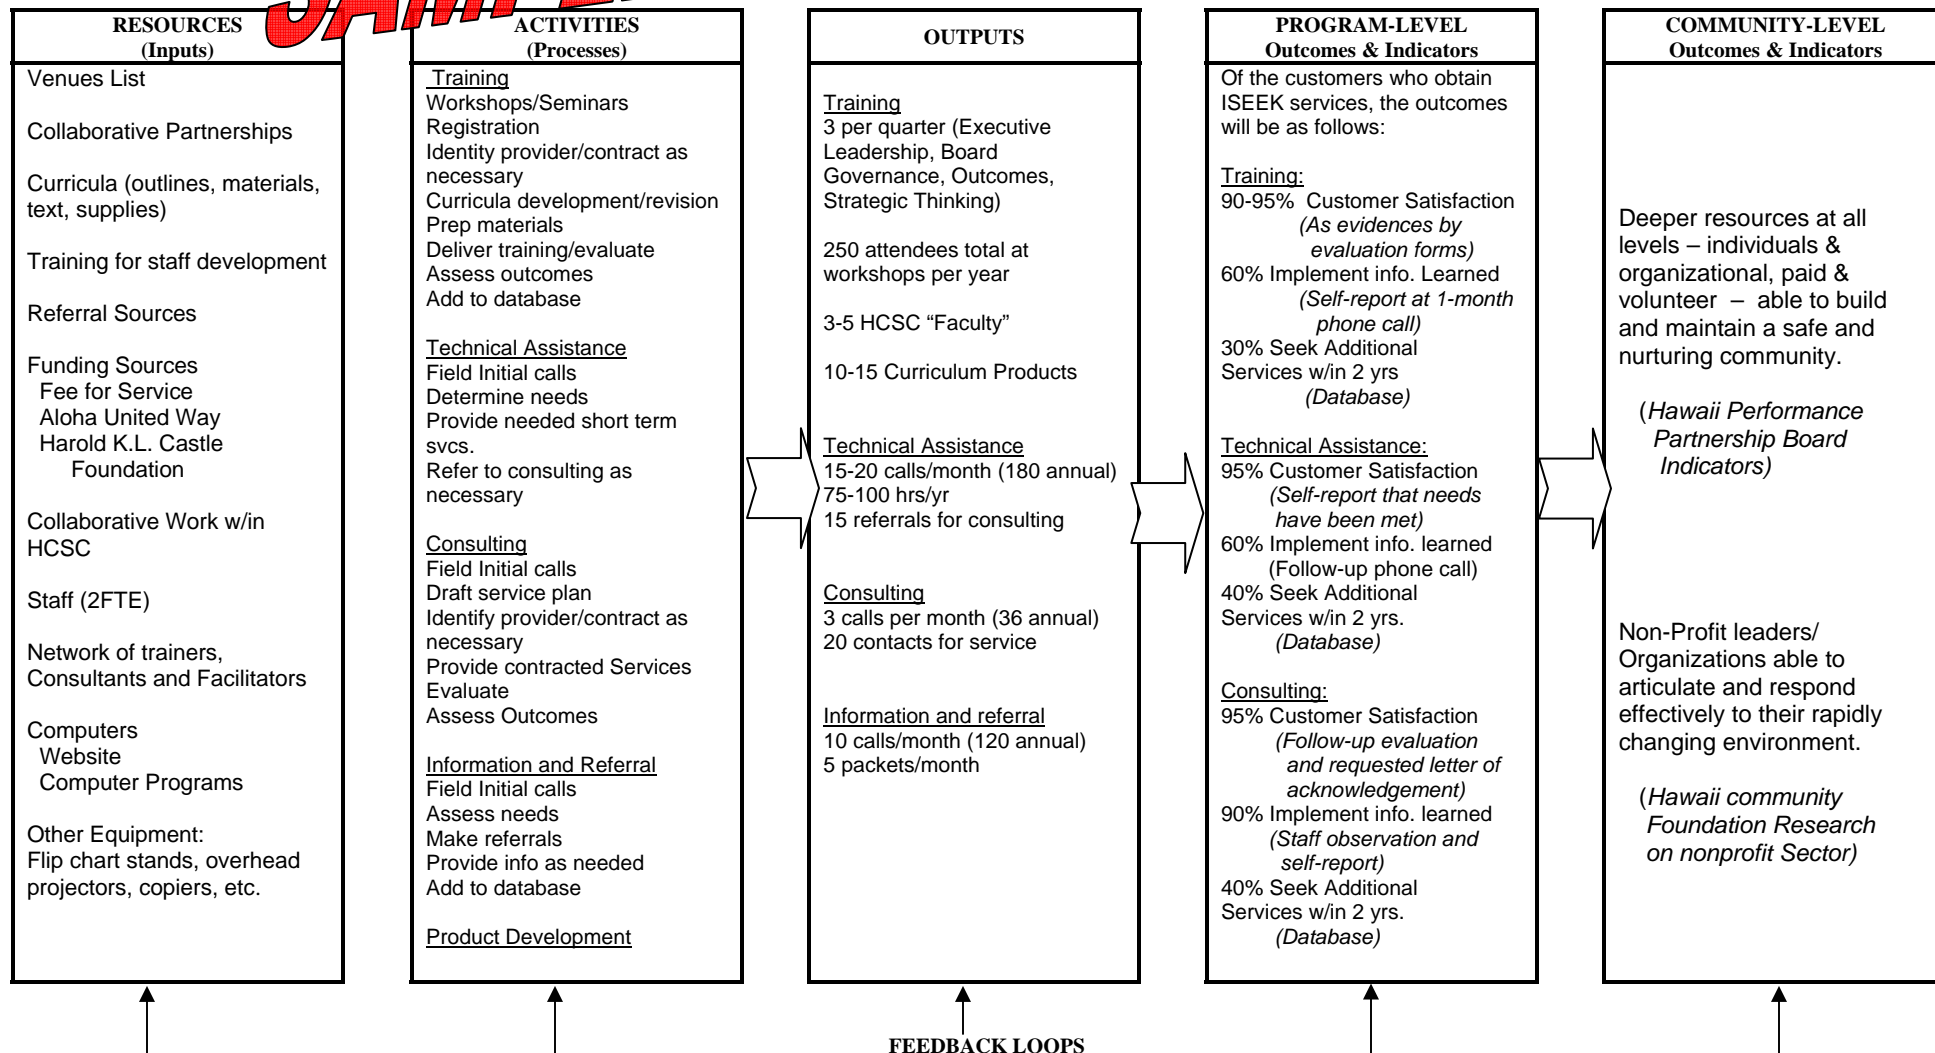 SAMPLE
RESOURCES
(Inputs)
Venues List
Collaborative Partnerships
Curricula (outlines, materials,
text, supplies)
Training for staff development
Referral Sources
Funding Sources
Fee for Service
Aloha United Way
Harold K.L. Castle
Foundation
Collaborative Work w/in
HCSC
Staff (2FTE)
Network of trainers,
Consultants and Facilitators
Computers
Website
Computer Programs
Other Equipment:
Flip chart stands, overhead
projectors, copiers, etc.
ACTIVITIES
(Processes)
Training
Workshops/Seminars
Registration
Identity provider/contract as
necessary
Curricula development/revision
Prep materials
Deliver training/evaluate
Assess outcomes
Add to database
Technical Assistance
Field Initial calls
Determine needs
Provide needed short term
svcs.
Refer to consulting as
necessary
Consulting
Field Initial calls
Draft service plan
Identify provider/contract as
necessary
Provide contracted Services
Evaluate
Assess Outcomes
Information and Referral
Field Initial calls
Assess needs
Make referrals
Provide info as needed
Add to database
Product Development
OUTPUTS
Training
3 per quarter (Executive
Leadership, Board
Governance, Outcomes,
Strategic Thinking)
250 attendees total at
workshops per year
3-5 HCSC “Faculty”
10-15 Curriculum Products
Technical Assistance
15-20 calls/month (180 annual)
75-100 hrs/yr
15 referrals for consulting
Consulting
3 calls per month (36 annual)
20 contacts for service
Information and referral
10 calls/month (120 annual)
5 packets/month
PROGRAM-LEVEL
Outcomes & Indicators
Of the customers who obtain
ISEEK services, the outcomes
will be as follows:
Training:
90-95% Customer Satisfaction
(As evidences by
evaluation forms)
60% Implement info. Learned
(Self-report at 1-month
phone call)
30% Seek Additional
Services w/in 2 yrs
(Database)
Technical Assistance:
95% Customer Satisfaction
(Self-report that needs
have been met)
60% Implement info. learned
(Follow-up phone call)
40% Seek Additional
Services w/in 2 yrs.
(Database)
Consulting:
95% Customer Satisfaction
(Follow-up evaluation
and requested letter of
acknowledgement)
90% Implement info. learned
(Staff observation and
self-report)
40% Seek Additional
Services w/in 2 yrs.
(Database)
COMMUNITY-LEVEL
Outcomes & Indicators
Deeper resources at all
levels – individuals &
organizational, paid &
volunteer – able to build
and maintain a safe and
nurturing community.
(Hawaii Performance
Partnership Board
Indicators)
Non-Profit leaders/
Organizations able to
articulate and respond
effectively to their rapidly
changing environment.
(Hawaii community
Foundation Research
on nonprofit Sector)
FEEDBACK LOOPS